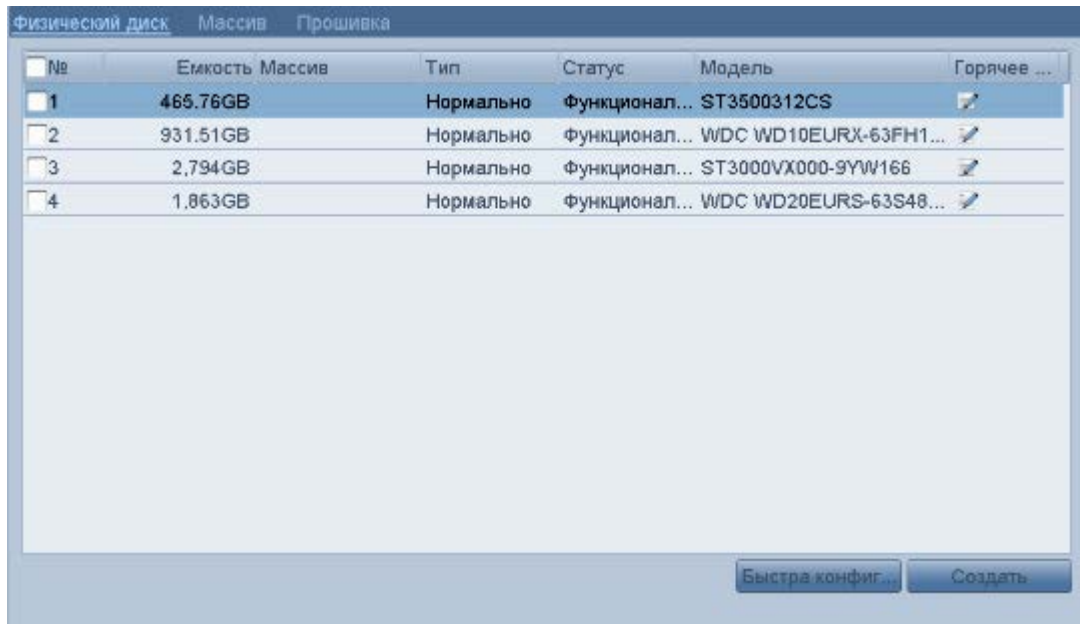 Физический диск Массив Прошивка
№ Емкость Массив Тип Статус Модель Горячее ...
1 465.76GB Нормально Функционал... ST3500312CS
2 931.51GB Нормально Функционал... WDC WD10EURX-63FH1...
3 2,794GB Нормально Функционал... ST3000VX000-9YW166
4 1,863GB Нормально Функционал... WDC WD20EURS-63S48...
Быстра конфиг... Создать